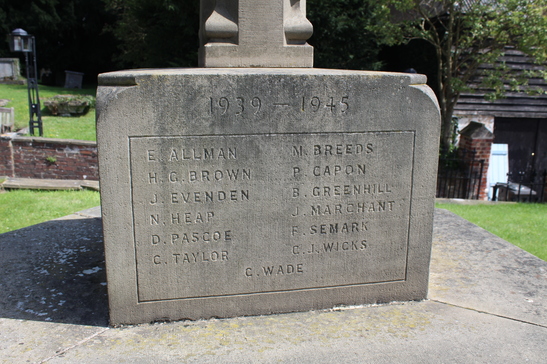 1939 – 1945
E. ALLMAN M. BREEDS
H.G. BROWN P. CAPON
J. EVENDEN B. GREENHILL
N. HEAP J. MARCHANT
D. PASCOE F. SEMARK
C. TAYLOR C.J. WICKS
C. WADE